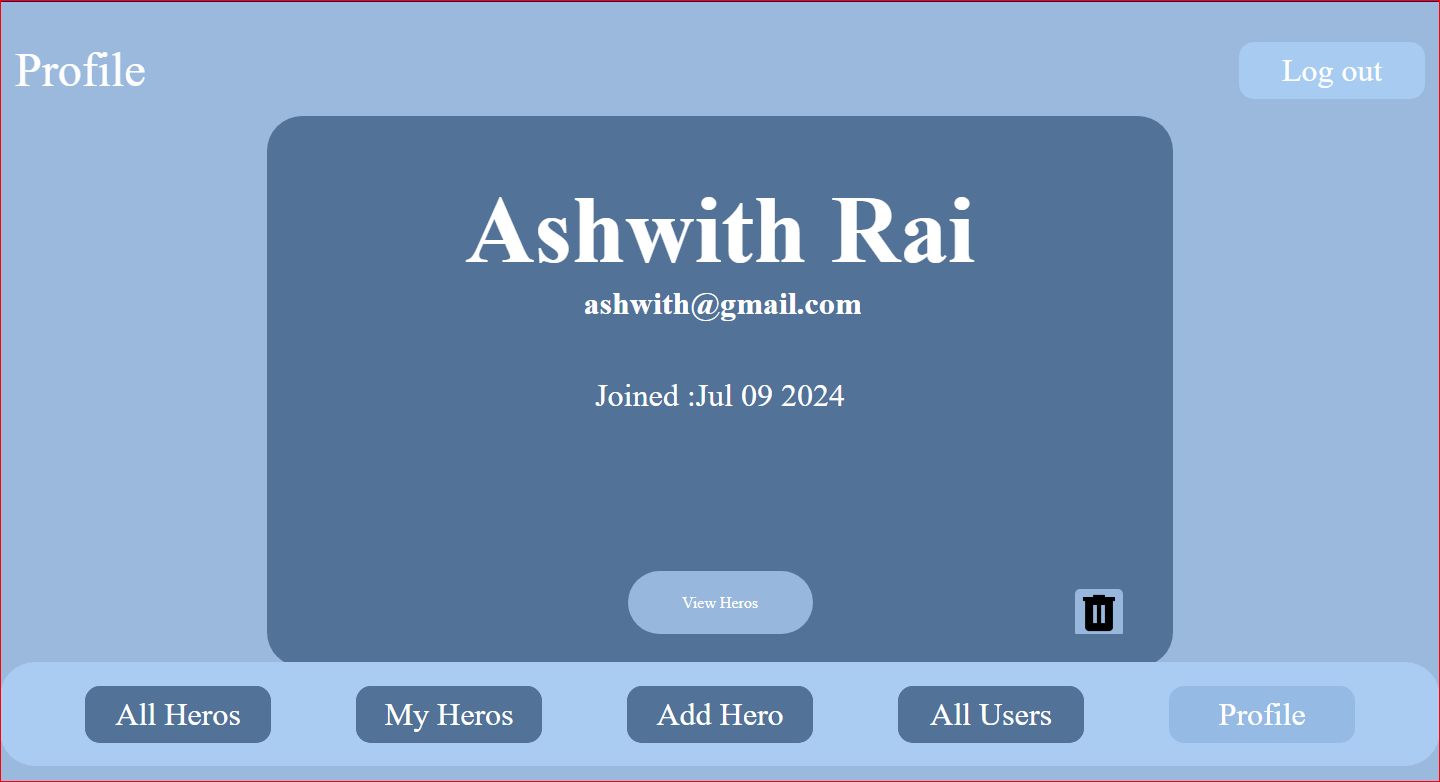 Profile
Log out
Ashwith Rai
ashwith@gmail.com
Joined :Jul 09 2024
View Heros
All Heros
My Heros
Add Hero
All Users
Profile